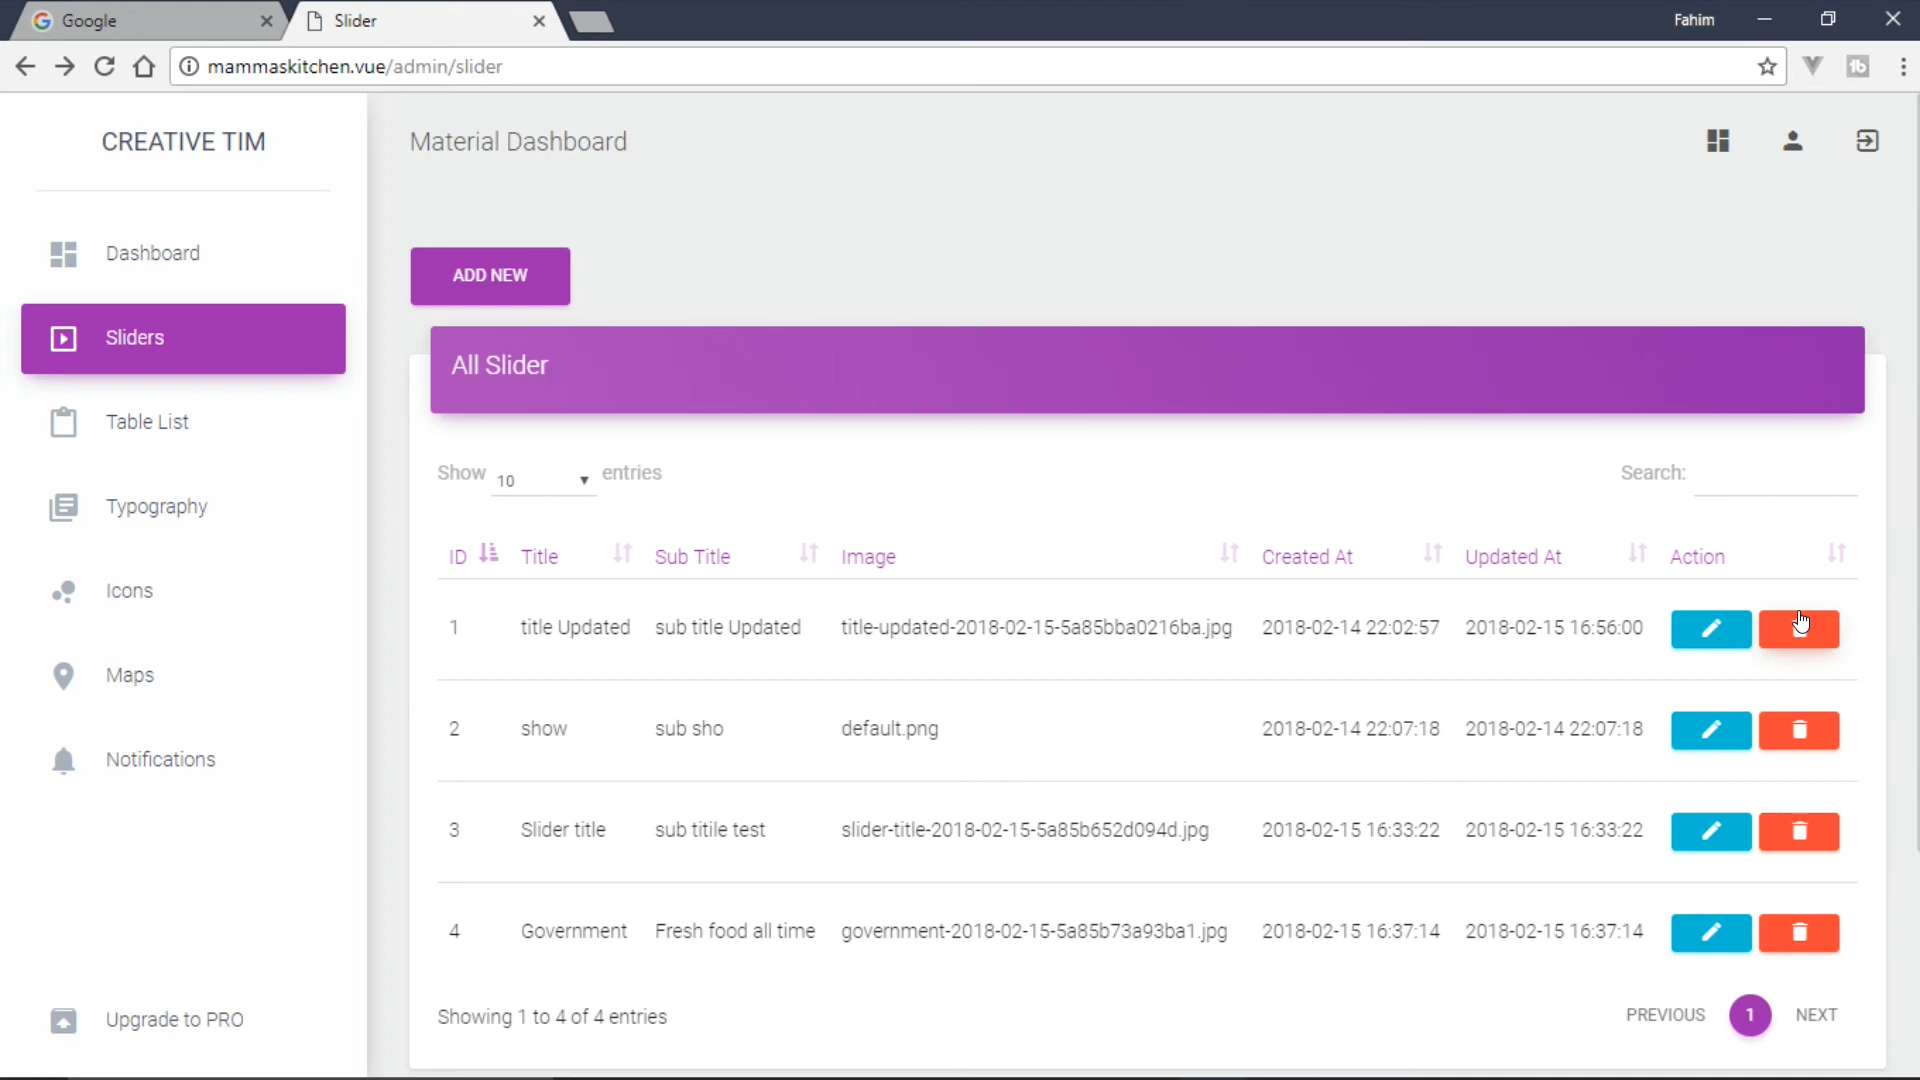 Google
Slider
Fahim
mammaskitchen.vue/admin/slider
CREATIVE TIM
Material Dashboard
Dashboard
ADD NEW
Sliders
All Slider
Table List
Show 10 entries
Search:
Typography
ID Title Sub Title Image Created At Updated At Action
Icons
1 title Updated sub title Updated title-updated-2018-02-15-5a85bba0216ba.jpg 2018-02-14 22:02:57 2018-02-15 16:56:00
Maps
2 show sub sho default.png 2018-02-14 22:07:18 2018-02-14 22:07:18
Notifications
3 Slider title sub titile test slider-title-2018-02-15-5a85b652d094d.jpg 2018-02-15 16:33:22 2018-02-15 16:33:22
4 Government Fresh food all time government-2018-02-15-5a85b73a93ba1.jpg 2018-02-15 16:37:14 2018-02-15 16:37:14
Upgrade to PRO
Showing 1 to 4 of 4 entries
PREVIOUS 1 NEXT